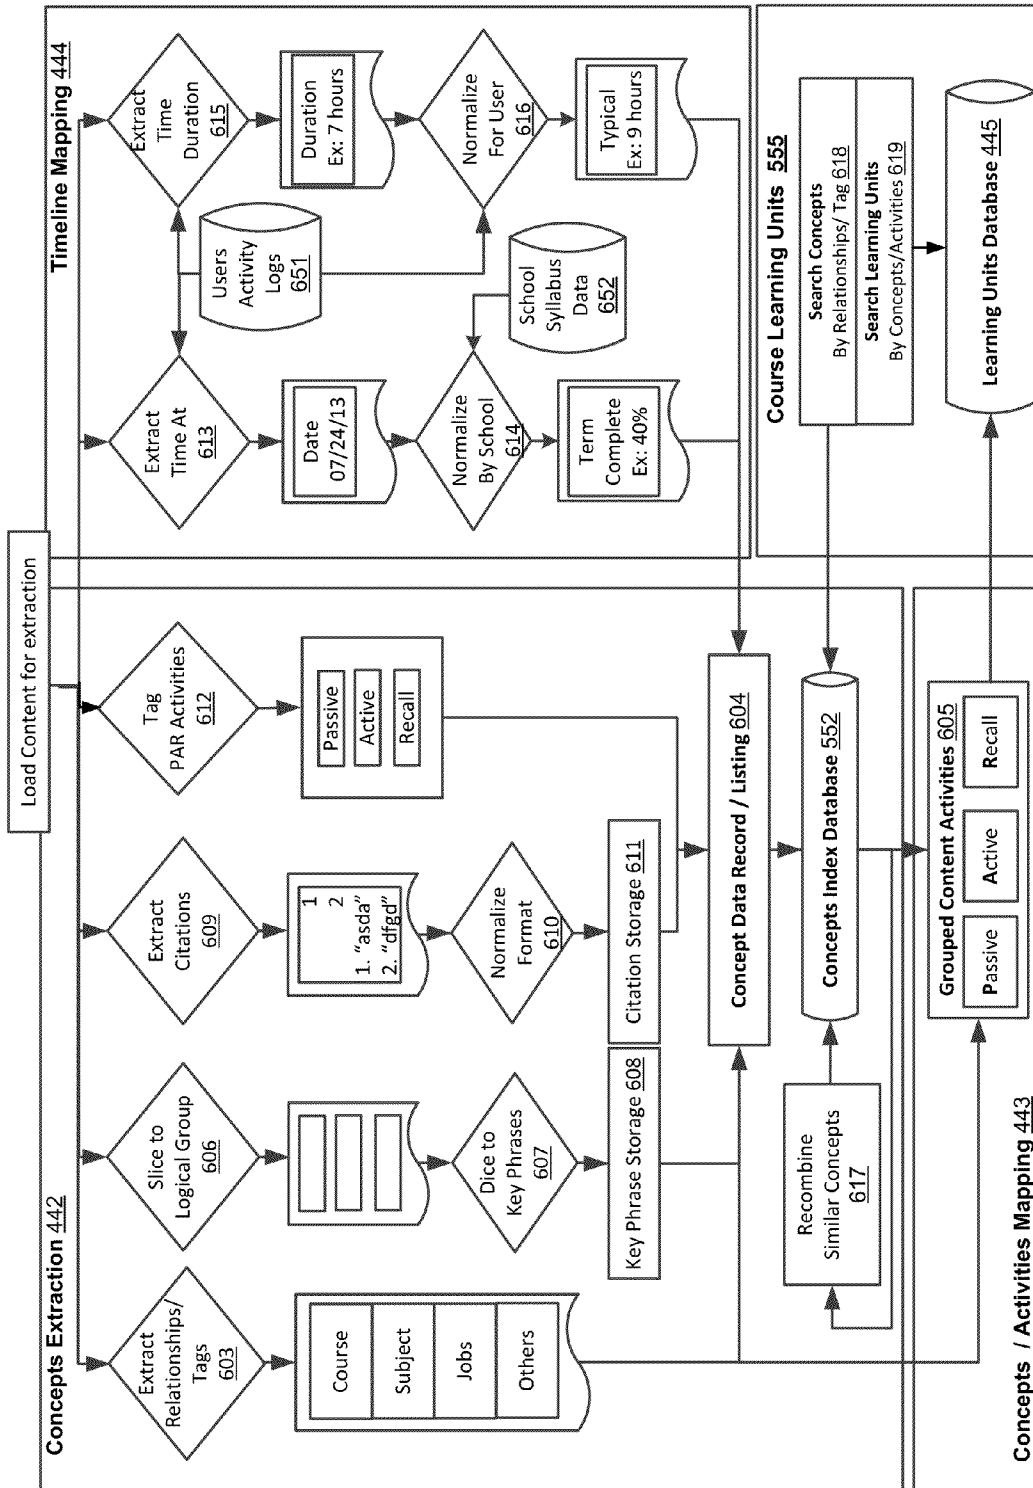 Load Content for extraction
Concepts Extraction 442
Extract
Relationships/
Tags
603
Course
Subject
Jobs
Others
Slice to
Logical Group
606
Dice to
Key Phrases
607
Key Phrase Storage 608
Extract
Citations
609
1
2
1. “asda”
2. “dfgd”
Normalize
Format
610
Citation Storage 611
Tag
PAR Activities
612
Passive
Active
Recall
Concept Data Record / Listing 604
Recombine
Similar Concepts
617
Concepts Index Database 552
Timeline Mapping 444
Extract
Time At
613
Date
07/24/13
Normalize
By School
614
Term
Complete
Ex: 40%
Users
Activity
Logs
651
School
Syllabus
Data
652
Extract
Time
Duration
615
Duration
Ex: 7 hours
Normalize
For User
616
Typical
Ex: 9 hours
Concepts / Activities Mapping 443
Grouped Content Activities 605
Passive
Active
Recall
Course Learning Units 555
Search Concepts
By Relationships/ Tag 618
Search Learning Units
By Concepts/Activities 619
Learning Units Database 445